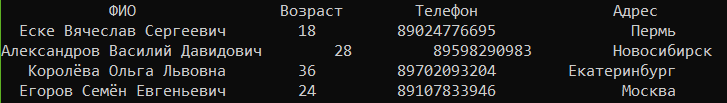 ФИО Возраст Телефон Адрес
Еске Вячеслав Сергеевич 18 89024776695 Пермь
Александров Василий Давидович 28 89598290983 Новосибирск
Королёва Ольга Львовна 36 89702093204 Екатеринбург
Егоров Семён Евгеньевич 24 89107833946 Москва